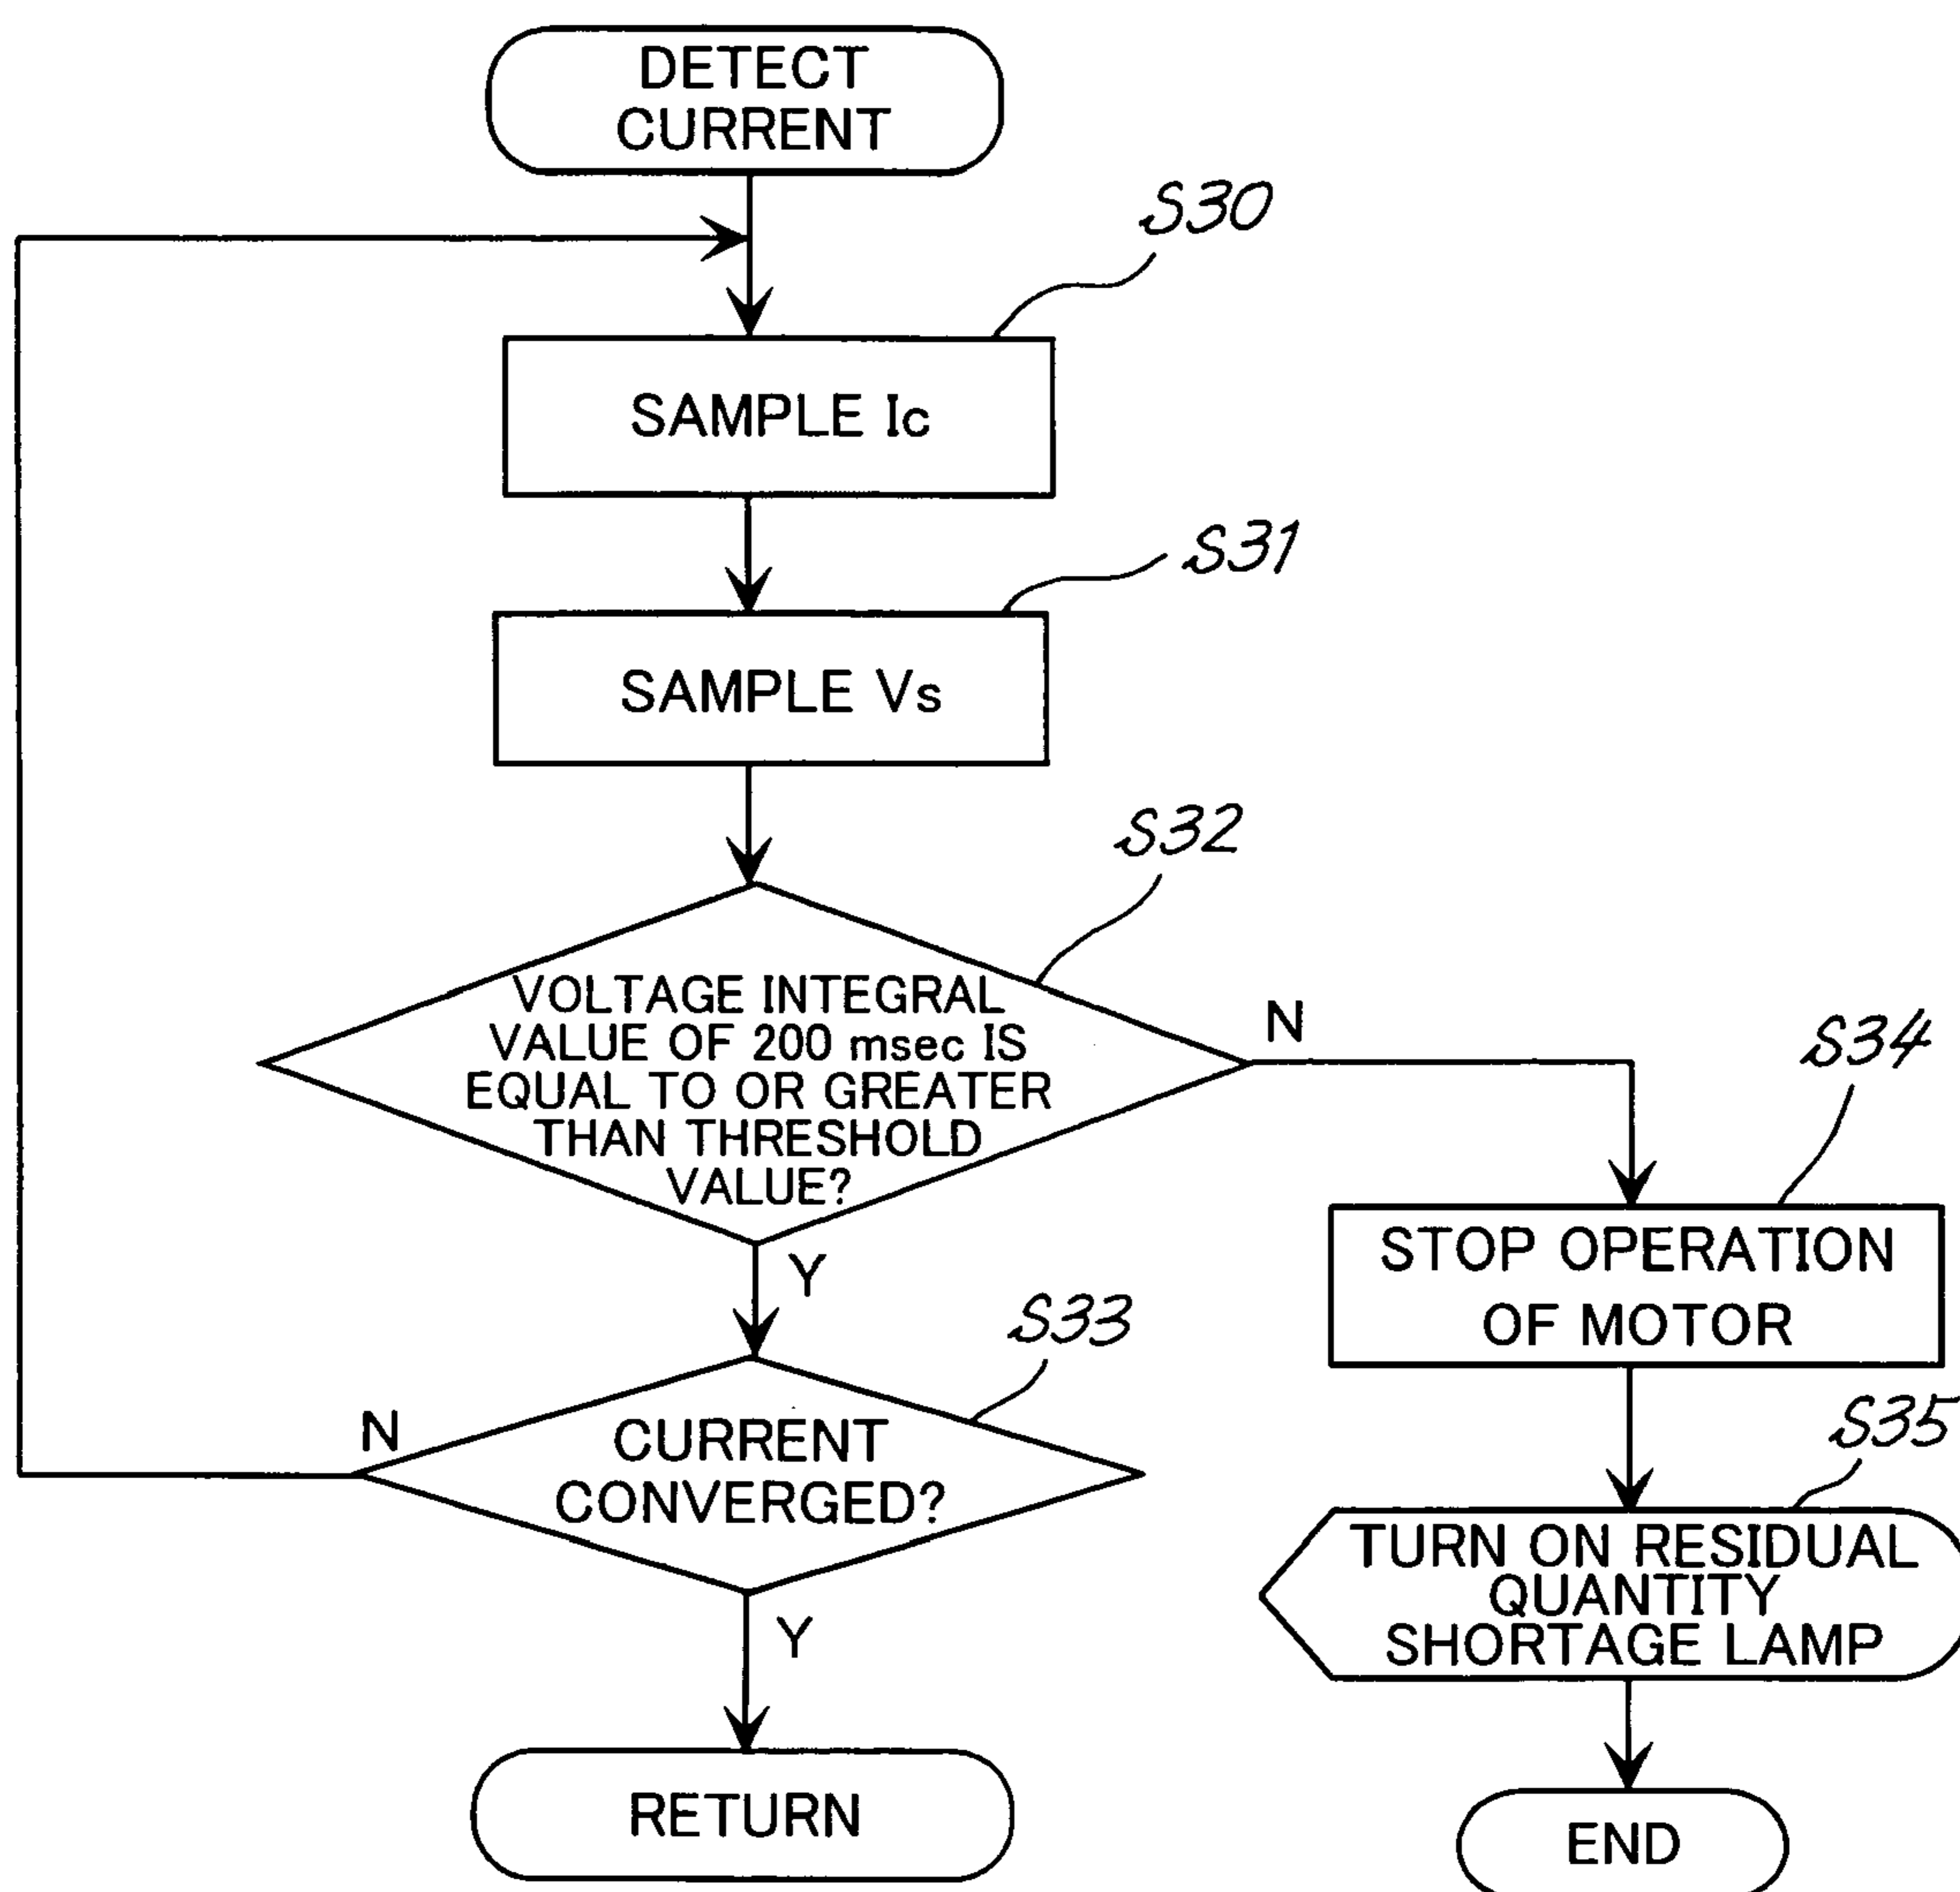 DETECT
CURRENT
S30
SAMPLE Ic
S31
SAMPLE Vs
S32
VOLTAGE INTEGRAL
VALUE OF 200 msec IS
EQUAL TO OR GREATER
THAN THRESHOLD
VALUE?
N
Y
S34
STOP OPERATION
OF MOTOR
S33
N
CURRENT
CONVERGED?
Y
S35
TURN ON RESIDUAL
QUANTITY
SHORTAGE LAMP
RETURN
END